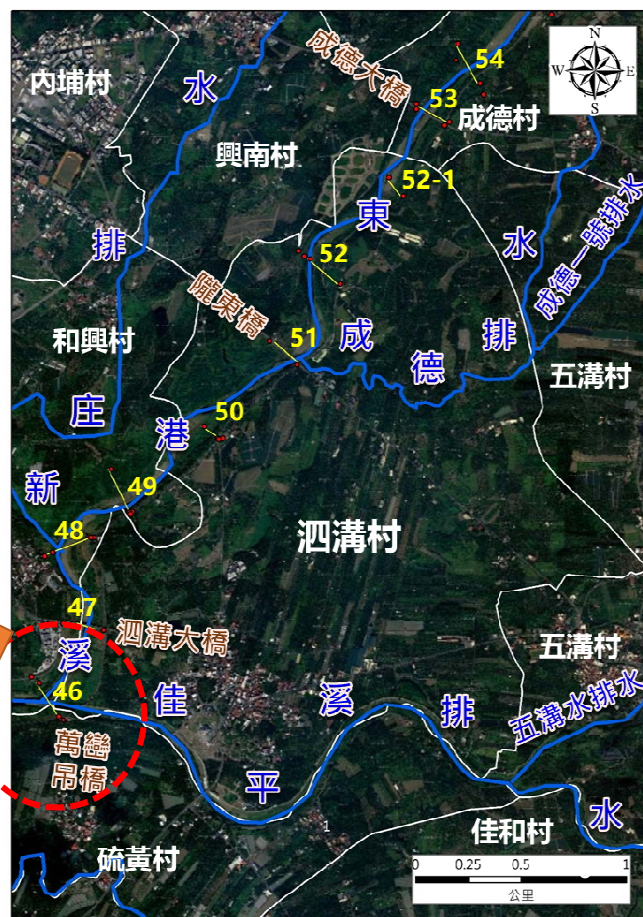 成德大橋
54
N
W E
S
內埔村
水
53
成德村
興南村
52-1
東
水
成德一號排水
排
52
隴東橋
51
成
排
和興村
德
五溝村
庄
50
港
新
49
泗溝村
48
47
泗溝大橋
溪
五溝村
46
佳
溪
排
五溝水排水
萬巒
吊橋
平
水
1
佳和村
硫黃村
0 0.25 0.5 1
公里